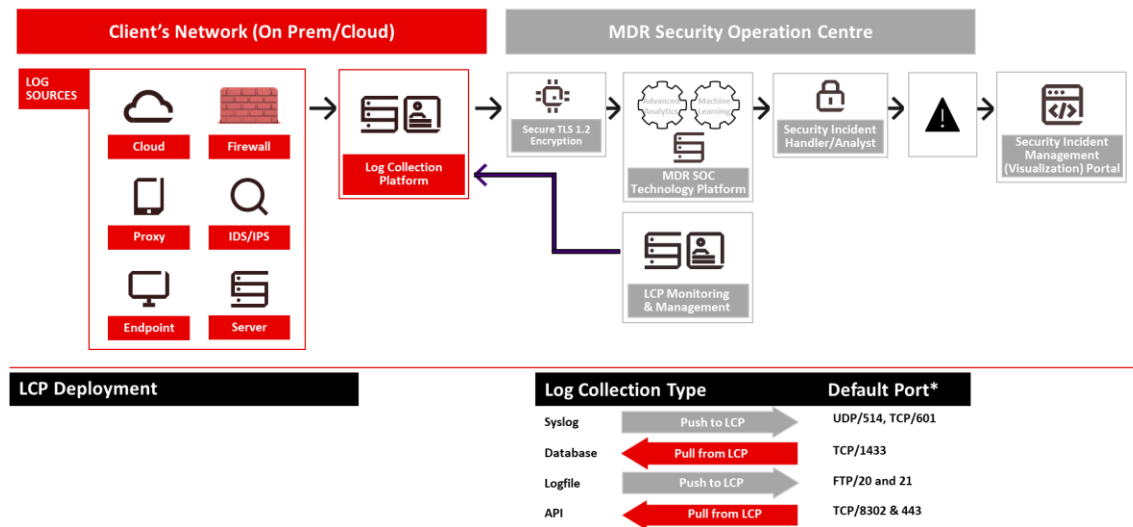 Client's Network (On Prem/Cloud)
MDR Security Operation Centre
LOG
SOURCES
Cloud
Firewall
Proxy
IDS/IPS
Endpoint
Server
Log Collection
Platform
Secure TLS 1.2
Encryption
Advanced
Analytics
Machine
Learning
MDR SOC
Technology Platform
LCP Monitoring
& Management
Security Incident
Handler/Analyst
Security Incident
Management
(Visualization) Portal
LCP Deployment
Log Collection Type
Default Port*
Syslog
Push to LCP
UDP/514, TCP/601
Database
Pull from LCP
TCP/1433
Logfile
Push to LCP
FTP/20 and 21
API
Pull from LCP
TCP/8302 & 443